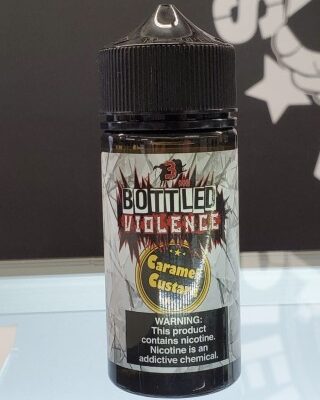 3
BOTTLED
VIOLENCE
Caramel
Custard
WARNING:
This product
contains nicotine.
Nicotine is an
addictive chemical.